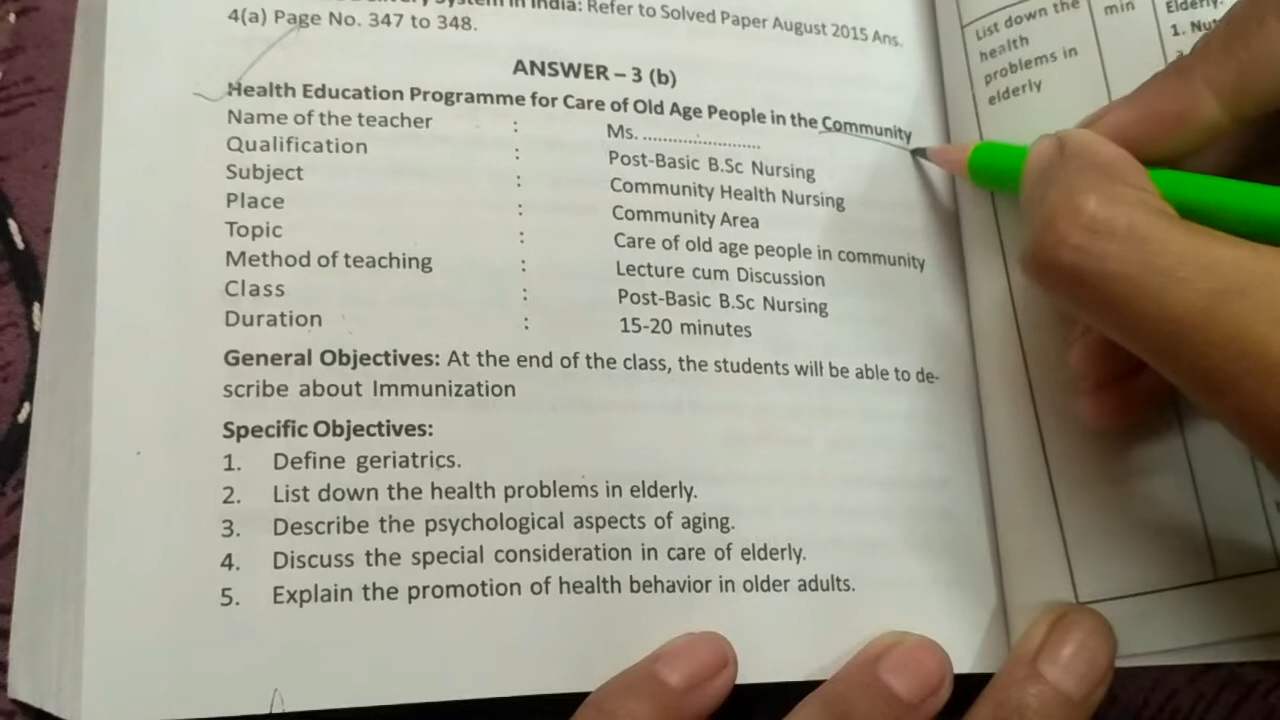 in India: Refer to Solved Paper August 2015 Ans.
4(a) Page No. 347 to 348.
ANSWER – 3 (b)
Health Education Programme for Care of Old Age People in the Community
Name of the teacher : Ms. ........................
Qualification : Post-Basic B.Sc Nursing
Subject : Community Health Nursing
Place : Community Area
Topic : Care of old age people in community
Method of teaching : Lecture cum Discussion
Class : Post-Basic B.Sc Nursing
Duration : 15-20 minutes
General Objectives: At the end of the class, the students will be able to de-
scribe about Immunization
Specific Objectives:
1. Define geriatrics.
2. List down the health problems in elderly.
3. Describe the psychological aspects of aging.
4. Discuss the special consideration in care of elderly.
5. Explain the promotion of health behavior in older adults.
List down the
health
problems in
elderly
min
Elderly.
1.